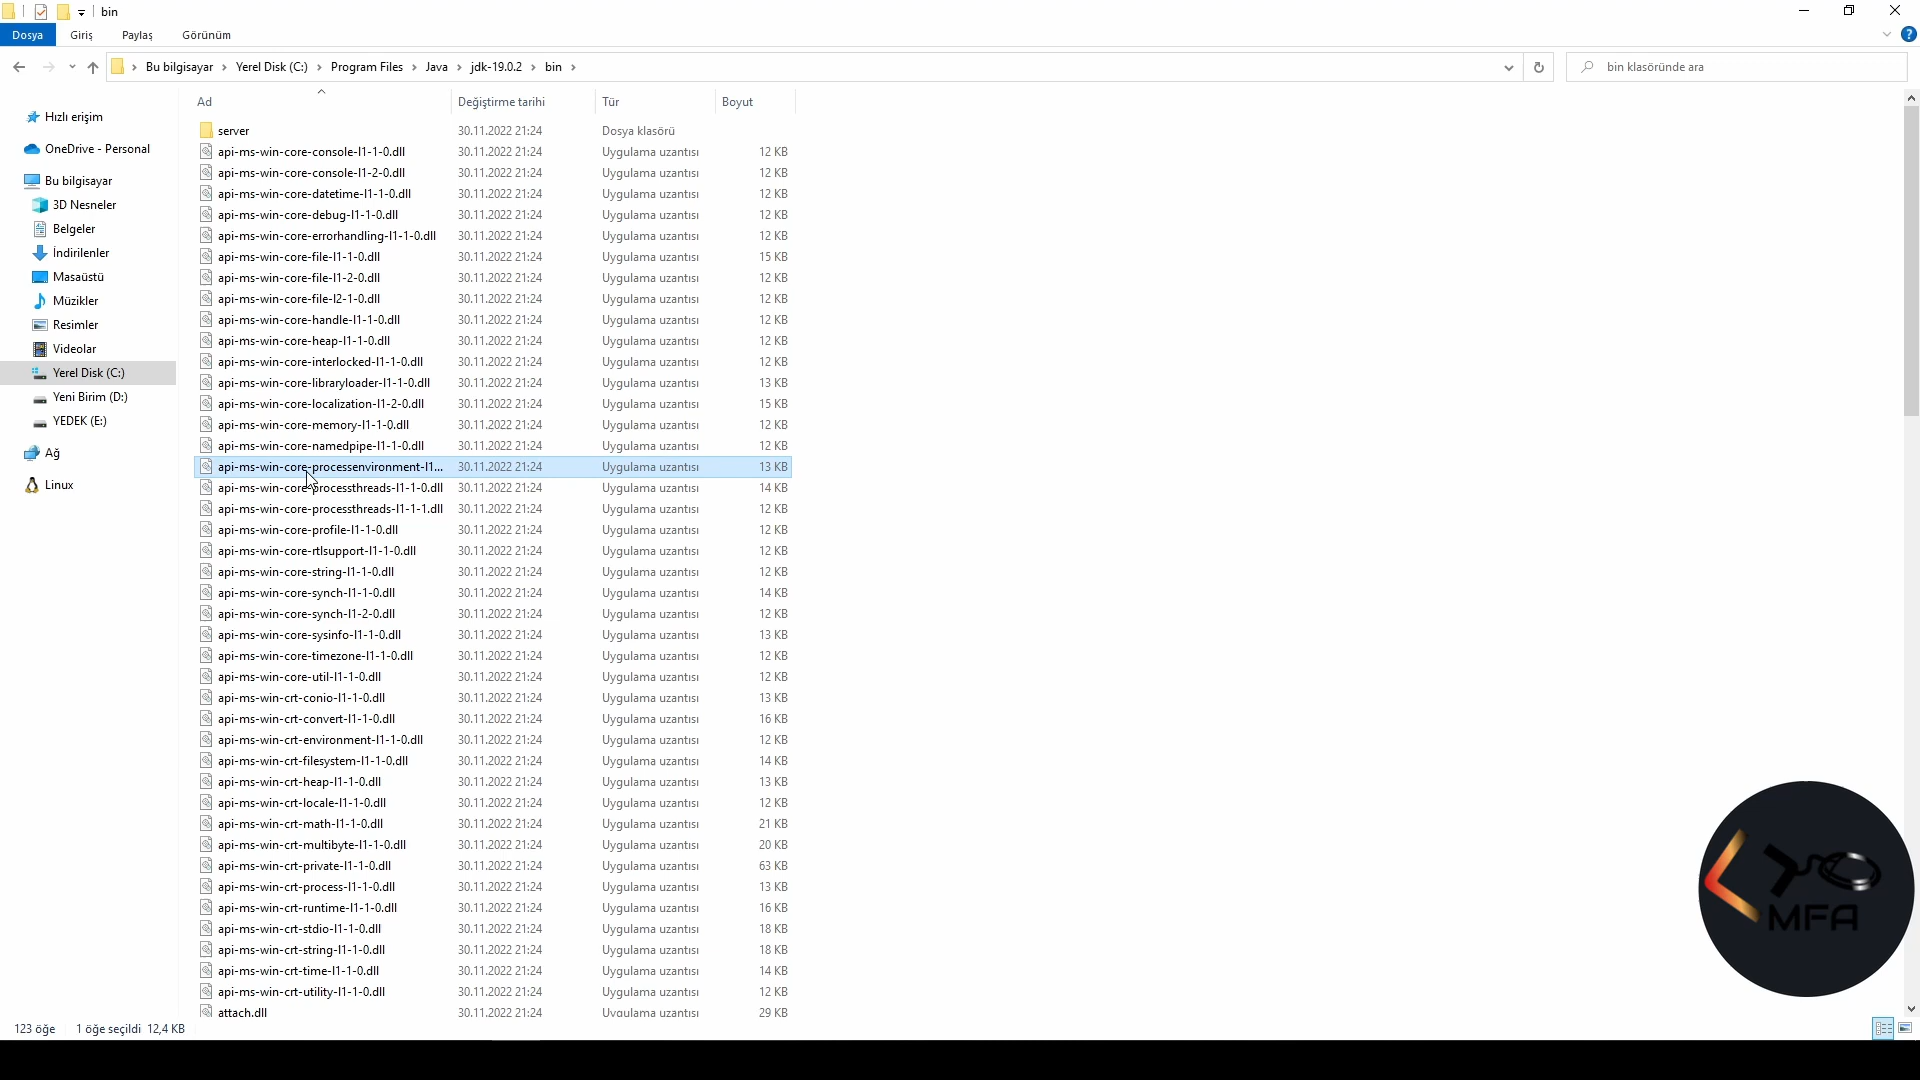 bin
Dosya Giriş Paylaş Görünüm
Bu bilgisayar Yerel Disk (C:) Program Files Java jdk-19.0.2 bin
bin klasöründe ara
Hızlı erişim
OneDrive - Personal
Bu bilgisayar
3D Nesneler
Belgeler
İndirilenler
Masaüstü
Müzikler
Resimler
Videolar
Yerel Disk (C:)
Yeni Birim (D:)
YEDEK (E:)
Ağ
Linux
Ad Değiştirme tarihi Tür Boyut
server 30.11.2022 21:24 Dosya klasörü
api-ms-win-core-console-l1-1-0.dll 30.11.2022 21:24 Uygulama uzantısı 12 KB
api-ms-win-core-console-l1-2-0.dll 30.11.2022 21:24 Uygulama uzantısı 12 KB
api-ms-win-core-datetime-l1-1-0.dll 30.11.2022 21:24 Uygulama uzantısı 12 KB
api-ms-win-core-debug-l1-1-0.dll 30.11.2022 21:24 Uygulama uzantısı 12 KB
api-ms-win-core-errorhandling-l1-1-0.dll 30.11.2022 21:24 Uygulama uzantısı 12 KB
api-ms-win-core-file-l1-1-0.dll 30.11.2022 21:24 Uygulama uzantısı 15 KB
api-ms-win-core-file-l1-2-0.dll 30.11.2022 21:24 Uygulama uzantısı 12 KB
api-ms-win-core-file-l2-1-0.dll 30.11.2022 21:24 Uygulama uzantısı 12 KB
api-ms-win-core-handle-l1-1-0.dll 30.11.2022 21:24 Uygulama uzantısı 12 KB
api-ms-win-core-heap-l1-1-0.dll 30.11.2022 21:24 Uygulama uzantısı 12 KB
api-ms-win-core-interlocked-l1-1-0.dll 30.11.2022 21:24 Uygulama uzantısı 12 KB
api-ms-win-core-libraryloader-l1-1-0.dll 30.11.2022 21:24 Uygulama uzantısı 13 KB
api-ms-win-core-localization-l1-2-0.dll 30.11.2022 21:24 Uygulama uzantısı 15 KB
api-ms-win-core-memory-l1-1-0.dll 30.11.2022 21:24 Uygulama uzantısı 12 KB
api-ms-win-core-namedpipe-l1-1-0.dll 30.11.2022 21:24 Uygulama uzantısı 12 KB
api-ms-win-core-processenvironment-l1... 30.11.2022 21:24 Uygulama uzantısı 13 KB
api-ms-win-core-processthreads-l1-1-0.dll 30.11.2022 21:24 Uygulama uzantısı 14 KB
api-ms-win-core-processthreads-l1-1-1.dll 30.11.2022 21:24 Uygulama uzantısı 12 KB
api-ms-win-core-profile-l1-1-0.dll 30.11.2022 21:24 Uygulama uzantısı 12 KB
api-ms-win-core-rtlsupport-l1-1-0.dll 30.11.2022 21:24 Uygulama uzantısı 12 KB
api-ms-win-core-string-l1-1-0.dll 30.11.2022 21:24 Uygulama uzantısı 12 KB
api-ms-win-core-synch-l1-1-0.dll 30.11.2022 21:24 Uygulama uzantısı 14 KB
api-ms-win-core-synch-l1-2-0.dll 30.11.2022 21:24 Uygulama uzantısı 12 KB
api-ms-win-core-sysinfo-l1-1-0.dll 30.11.2022 21:24 Uygulama uzantısı 13 KB
api-ms-win-core-timezone-l1-1-0.dll 30.11.2022 21:24 Uygulama uzantısı 12 KB
api-ms-win-core-util-l1-1-0.dll 30.11.2022 21:24 Uygulama uzantısı 12 KB
api-ms-win-crt-conio-l1-1-0.dll 30.11.2022 21:24 Uygulama uzantısı 13 KB
api-ms-win-crt-convert-l1-1-0.dll 30.11.2022 21:24 Uygulama uzantısı 16 KB
api-ms-win-crt-environment-l1-1-0.dll 30.11.2022 21:24 Uygulama uzantısı 12 KB
api-ms-win-crt-filesystem-l1-1-0.dll 30.11.2022 21:24 Uygulama uzantısı 14 KB
api-ms-win-crt-heap-l1-1-0.dll 30.11.2022 21:24 Uygulama uzantısı 13 KB
api-ms-win-crt-locale-l1-1-0.dll 30.11.2022 21:24 Uygulama uzantısı 12 KB
api-ms-win-crt-math-l1-1-0.dll 30.11.2022 21:24 Uygulama uzantısı 21 KB
api-ms-win-crt-multibyte-l1-1-0.dll 30.11.2022 21:24 Uygulama uzantısı 20 KB
api-ms-win-crt-private-l1-1-0.dll 30.11.2022 21:24 Uygulama uzantısı 63 KB
api-ms-win-crt-process-l1-1-0.dll 30.11.2022 21:24 Uygulama uzantısı 13 KB
api-ms-win-crt-runtime-l1-1-0.dll 30.11.2022 21:24 Uygulama uzantısı 16 KB
api-ms-win-crt-stdio-l1-1-0.dll 30.11.2022 21:24 Uygulama uzantısı 18 KB
api-ms-win-crt-string-l1-1-0.dll 30.11.2022 21:24 Uygulama uzantısı 18 KB
api-ms-win-crt-time-l1-1-0.dll 30.11.2022 21:24 Uygulama uzantısı 14 KB
api-ms-win-crt-utility-l1-1-0.dll 30.11.2022 21:24 Uygulama uzantısı 12 KB
attach.dll 30.11.2022 21:24 Uygulama uzantısı 29 KB
MFA
123 öğe 1 öğe seçildi 12,4 KB